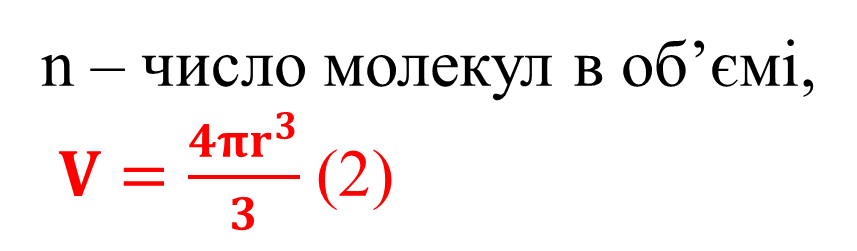 n – число молекул в об’ємі,
V = 4πr³/3 (2)